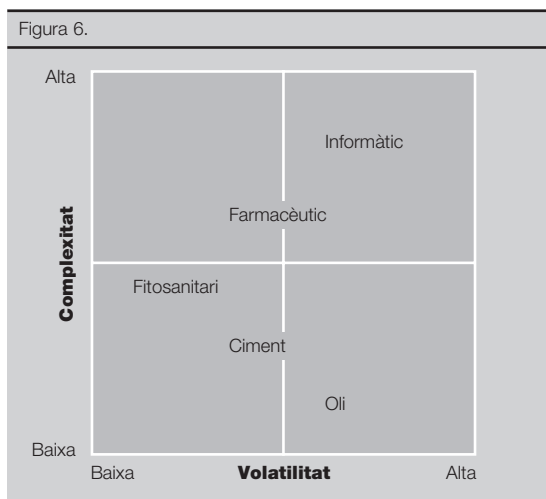 Figura 6.
Alta
Informàtic
Farmacèutic
Complexitat
Fitosanitari
Ciment
Oli
Baixa
Baixa
Volatilitat
Alta